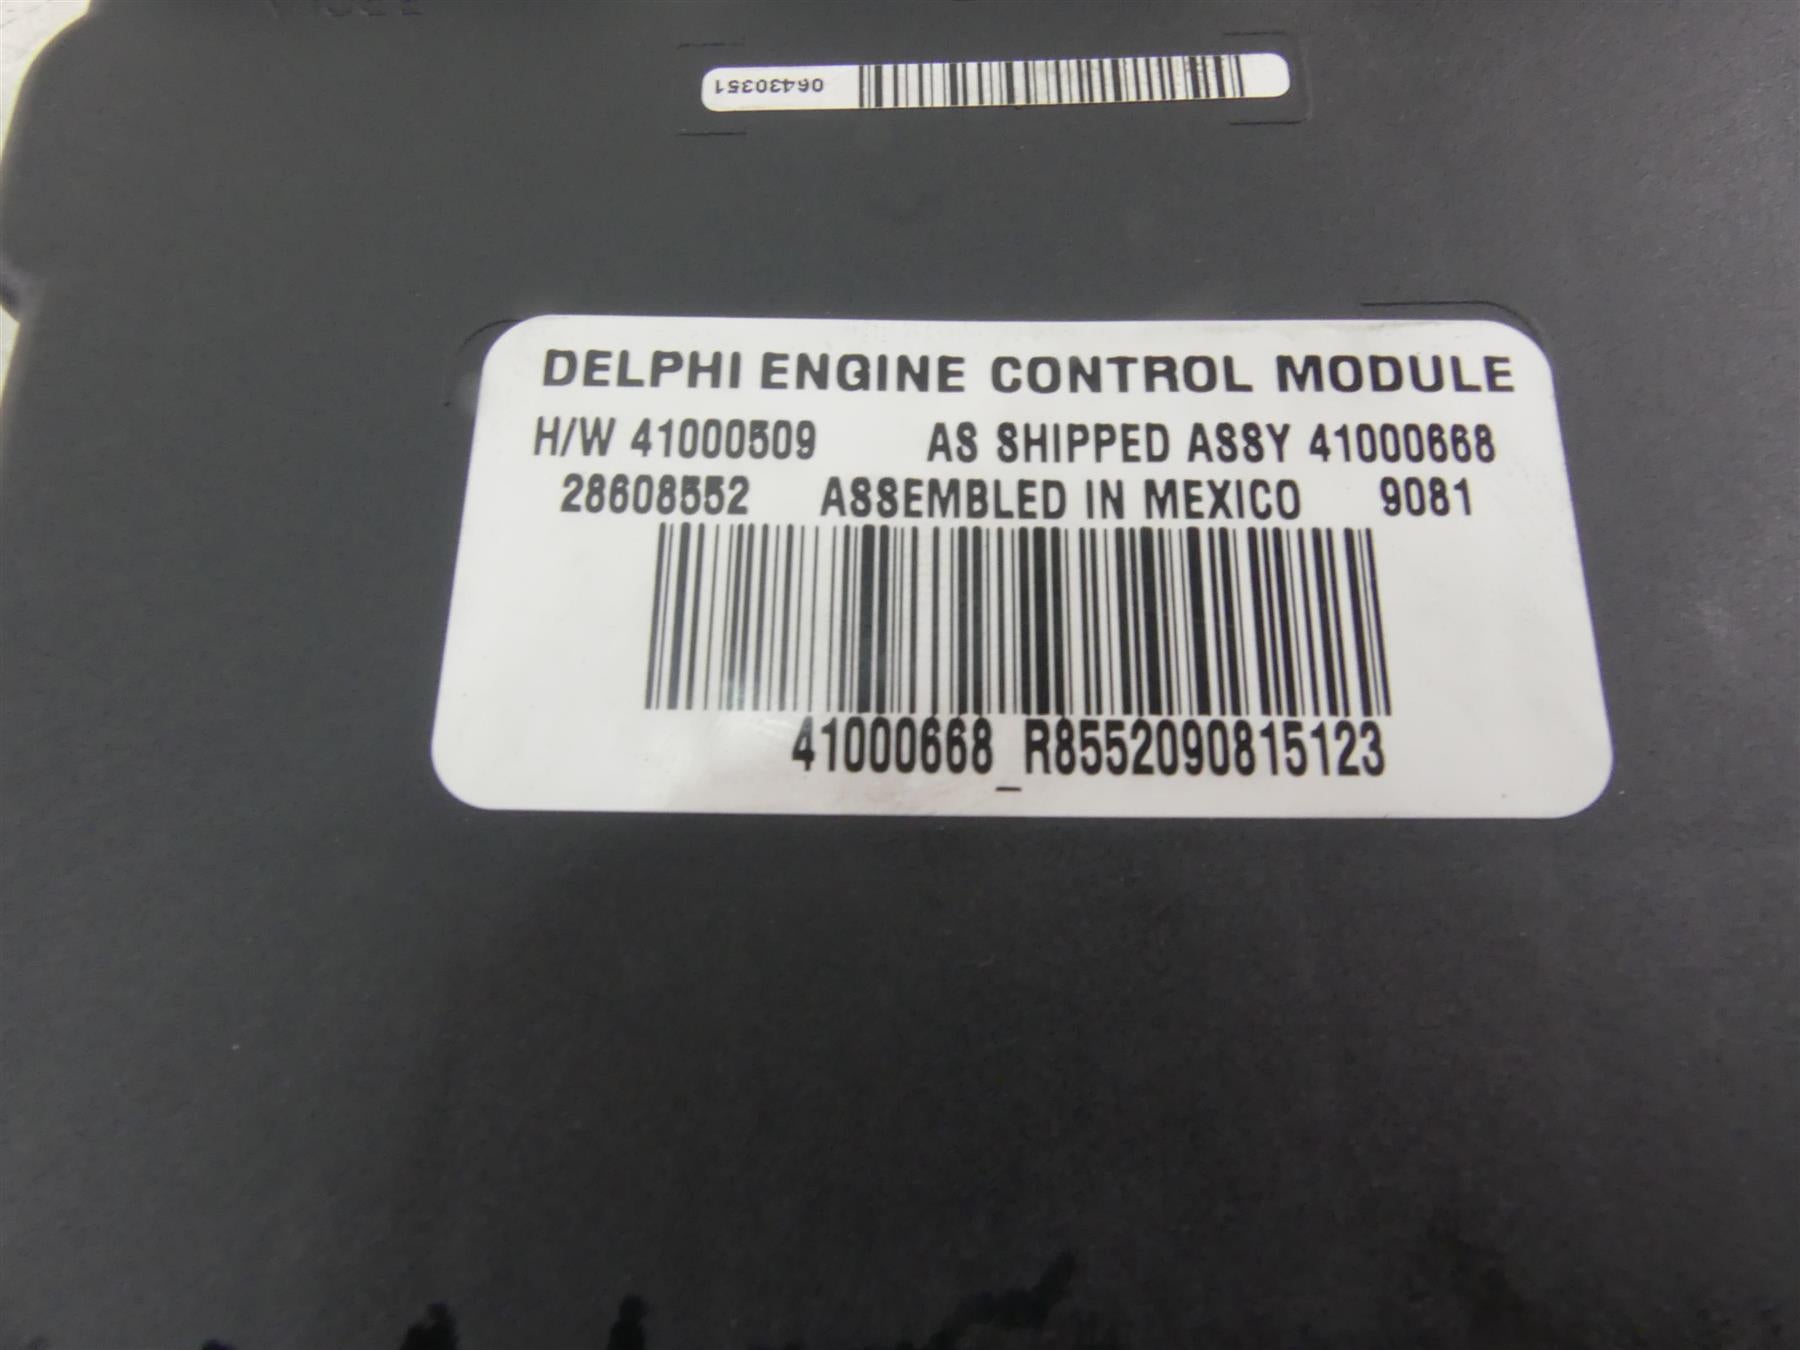 06430351
DELPHI ENGINE CONTROL MODULE
H/W 41000509 AS SHIPPED ASSY 41000668
28608552 ASSEMBLED IN MEXICO 9081
41000668_R8552090815123